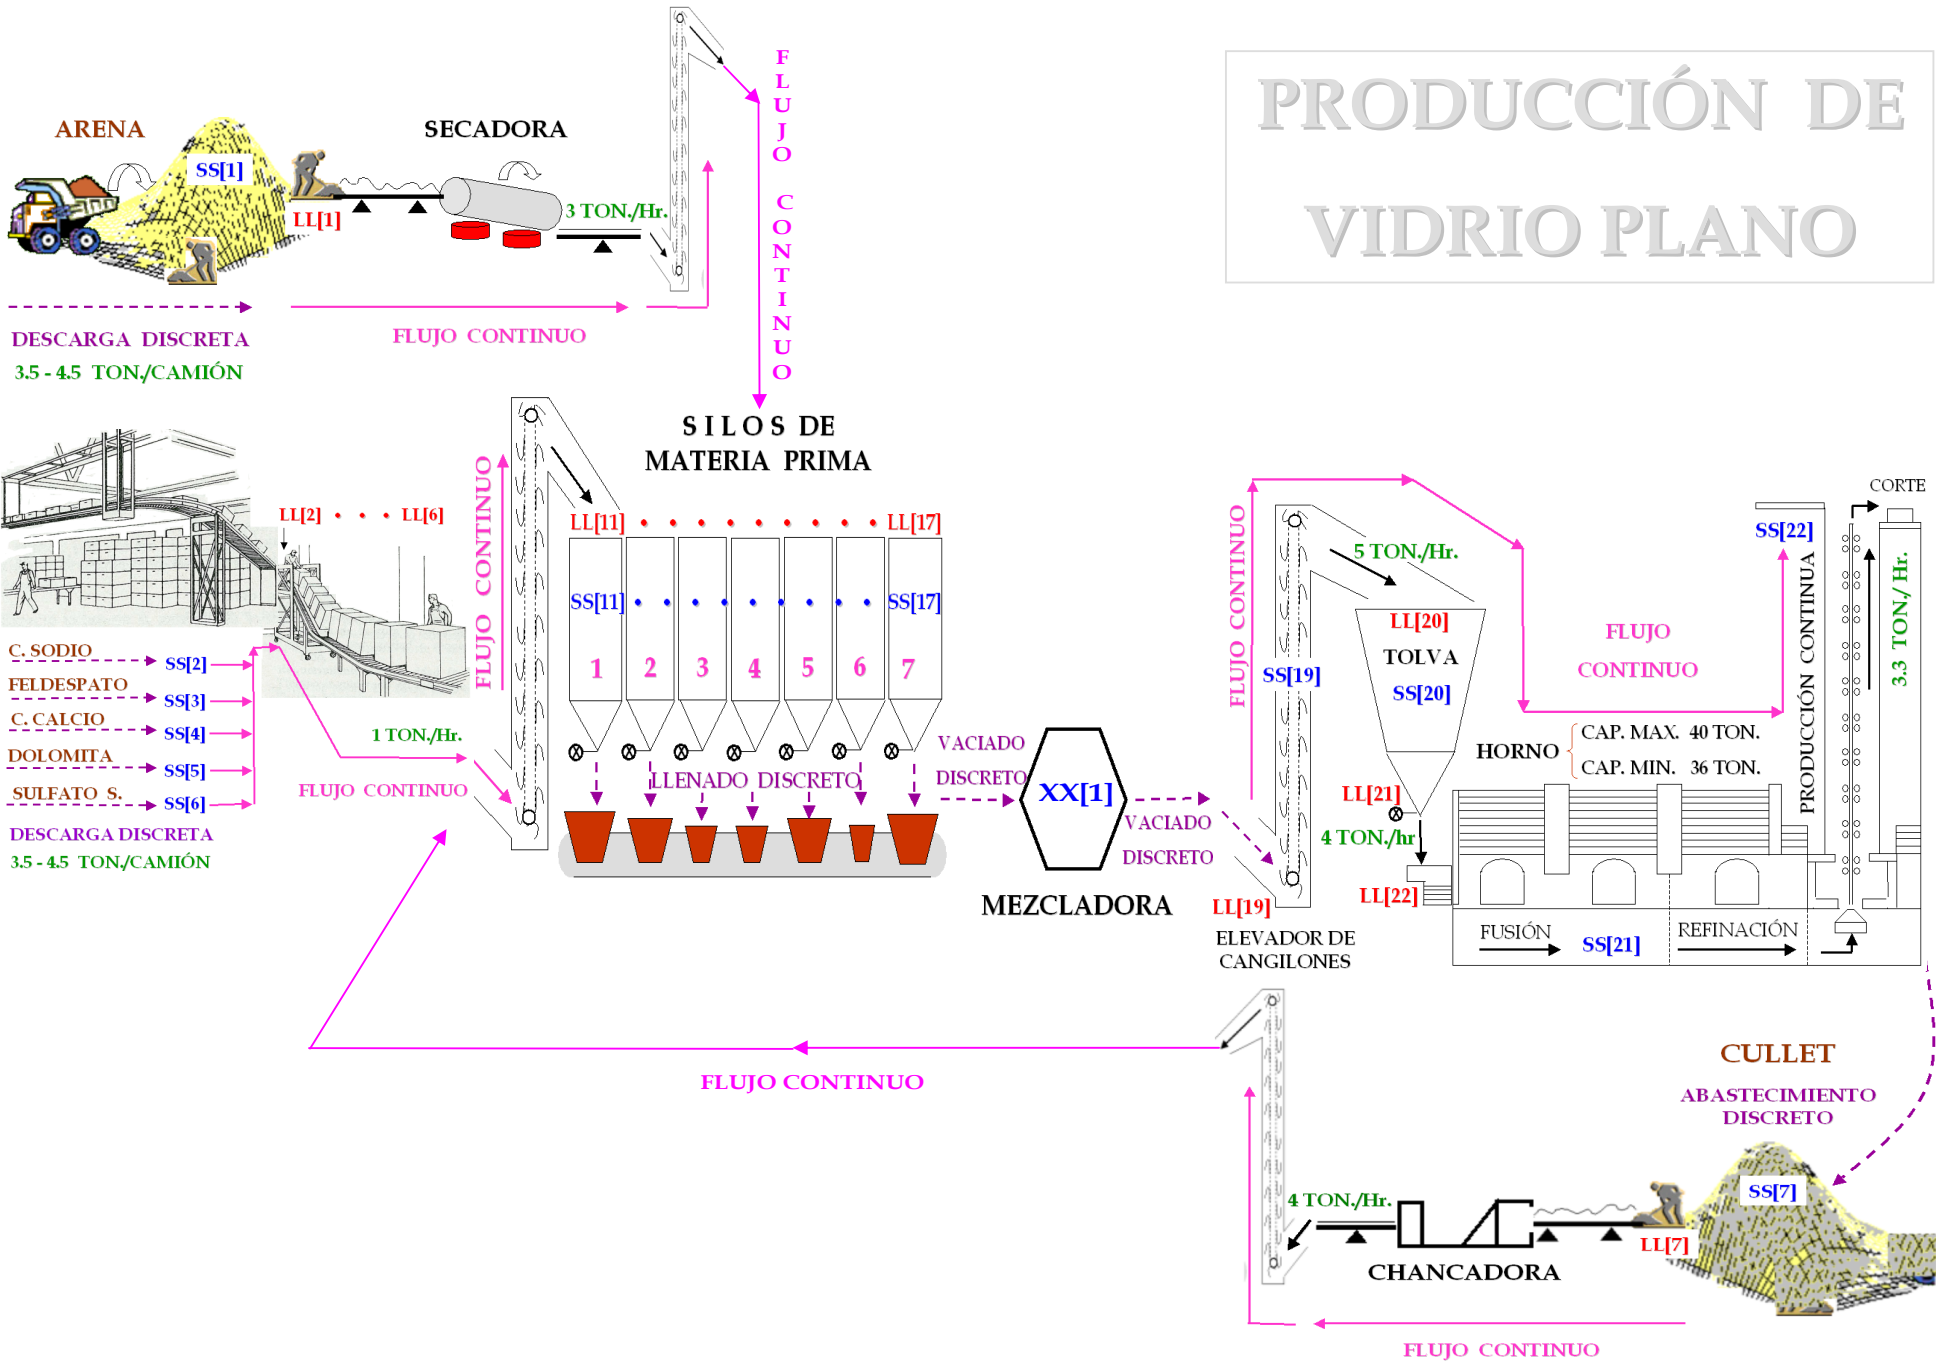 PRODUCCIÓN DE
VIDRIO PLANO
ARENA
SS[1]
LL[1]
SECADORA
3 TON./Hr.
DESCARGA DISCRETA
3.5 - 4.5 TON./CAMIÓN
FLUJO CONTINUO
FLUJO CONTINUO
SILOS DE
MATERIA PRIMA
LL[2] • • • LL[6]
C. SODIO
SS[2]
FELDESPATO
SS[3]
C. CALCIO
SS[4]
DOLOMITA
SS[5]
SULFATO S.
SS[6]
DESCARGA DISCRETA
3.5 - 4.5 TON./CAMIÓN
1 TON./Hr.
FLUJO CONTINUO
FLUJO CONTINUO
LL[11] • • • • • • • • • LL[17]
SS[11] • • • • • • • • • SS[17]
1 2 3 4 5 6 7
LLENADO DISCRETO
VACIADO
DISCRETO
XX[1]
MEZCLADORA
VACIADO
DISCRETO
FLUJO CONTINUO
SS[19]
LL[19]
ELEVADOR DE
CANGILONES
5 TON./Hr.
LL[20]
TOLVA
SS[20]
LL[21]
4 TON./hr
LL[22]
FLUJO
CONTINUO
HORNO
CAP. MAX. 40 TON.
CAP. MIN. 36 TON.
SS[22]
PRODUCCIÓN CONTINUA
CORTE
3.3 TON./ Hr.
FUSIÓN
SS[21]
REFINACIÓN
FLUJO CONTINUO
CULLET
ABASTECIMIENTO
DISCRETO
SS[7]
LL[7]
4 TON./Hr.
CHANCADORA
FLUJO CONTINUO